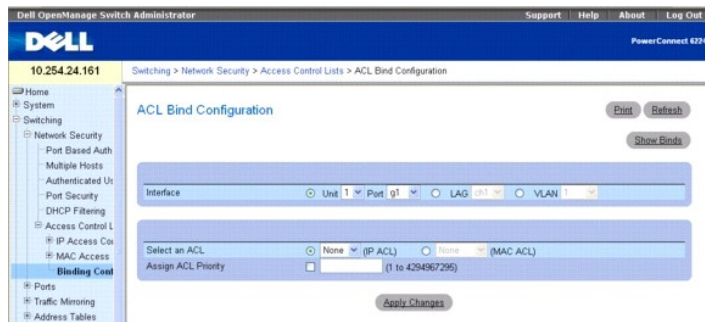 Dell OpenManage Switch Administrator
Support Help About Log Out
DELL
PowerConnect 6224
10.254.24.161
Switching > Network Security > Access Control Lists > ACL Bind Configuration
Home
System
Switching
Network Security
Port Based Auth
Multiple Hosts
Authenticated Us
Port Security
DHCP Filtering
Access Control L
IP Access Con
MAC Access
Binding Conf
Ports
Traffic Mirroring
Address Tables
ACL Bind Configuration
Print Refresh
Show Binds
Interface Unit 1 Port g1 LAG ch1 VLAN 1
Select an ACL None (IP ACL) None (MAC ACL)
Assign ACL Priority (1 to 4294967295)
Apply Changes